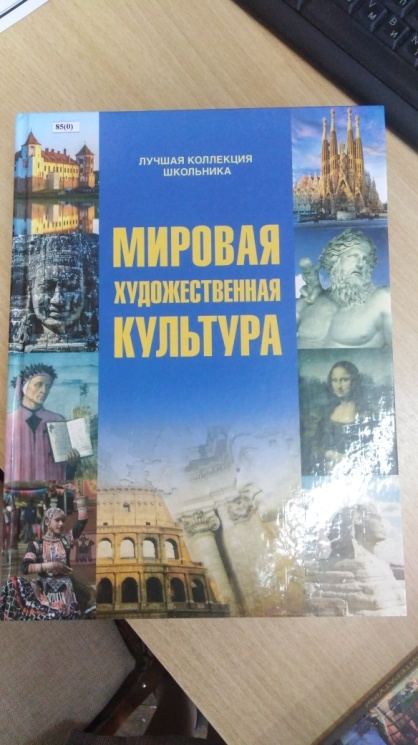 85(0)
ЛУЧШАЯ КОЛЛЕКЦИЯ
ШКОЛЬНИКА
МИРОВАЯ
ХУДОЖЕСТВЕННАЯ
КУЛЬТУРА